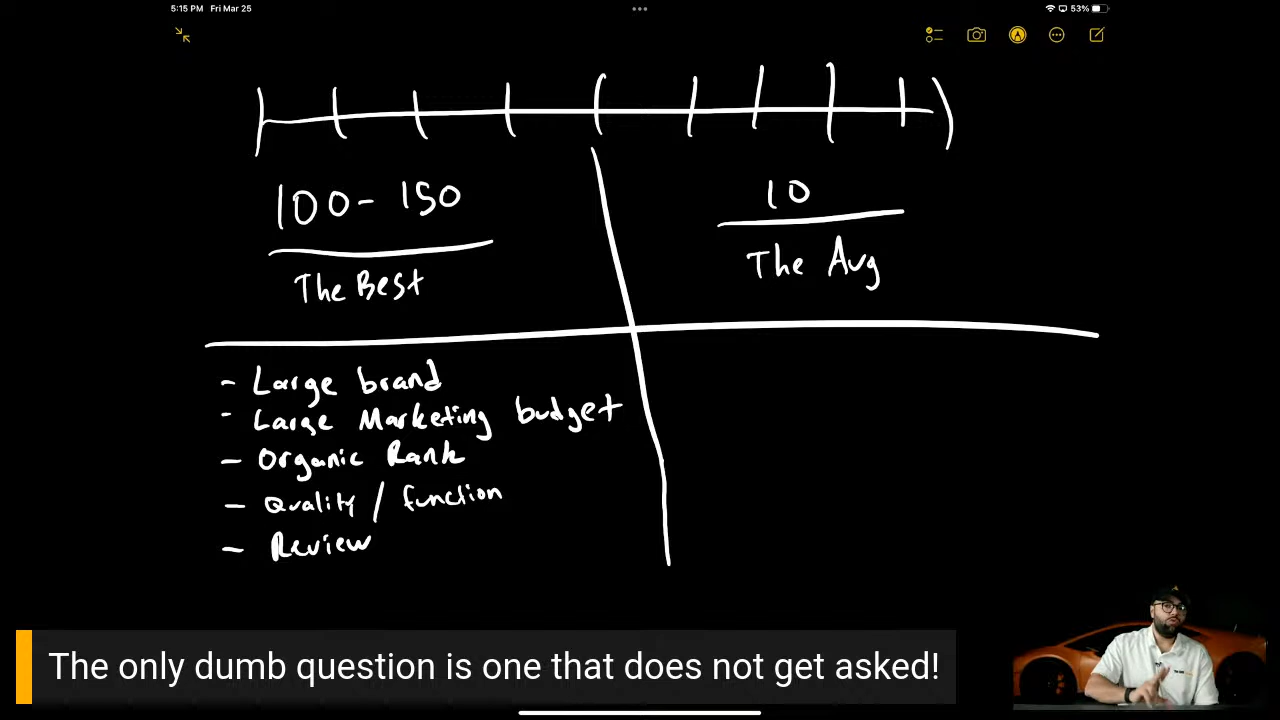 5:15 PM Fri Mar 25
53%
100 - 150
10
The Best
The Avg
- Large brand
- Large Marketing budget
- Organic Rank
- Quality / function
- Review
The only dumb question is one that does not get asked!